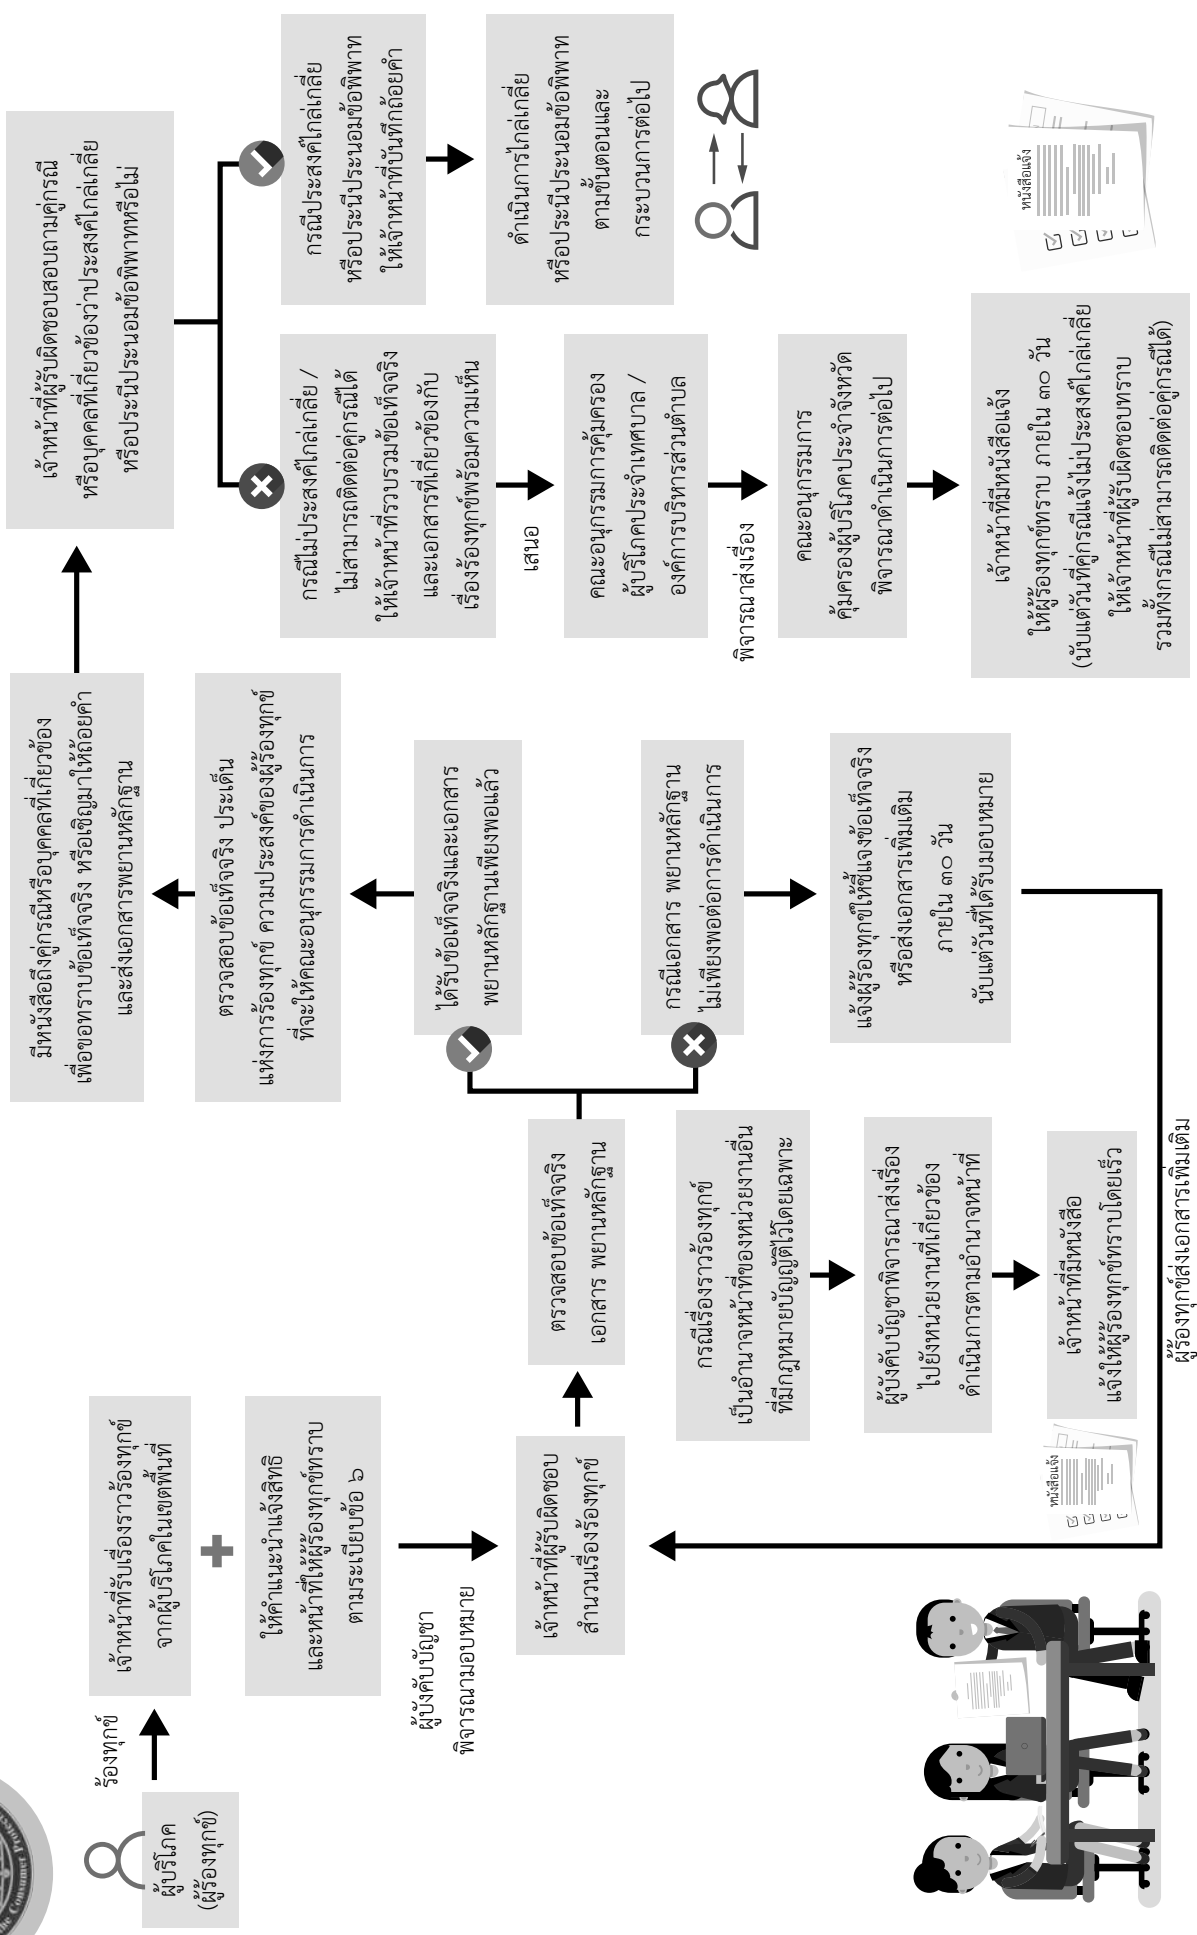 the Consumer Protec
ผู้บริโภค
(ผู้ร้องทุกข์)
ร้องทุกข์
เจ้าหน้าที่รับเรื่องราวร้องทุกข์
จากผู้บริโภคในเขตพื้นที่
ให้คำแนะนำแจ้งสิทธิ
และหน้าที่ให้ผู้ร้องทุกข์ทราบ
ตามระเบียบข้อ ๖
ผู้บังคับบัญชา
พิจารณามอบหมาย
เจ้าหน้าที่ผู้รับผิดชอบ
สำนวนเรื่องร้องทุกข์
ตรวจสอบข้อเท็จจริง
เอกสาร พยานหลักฐาน
กรณีเรื่องราวร้องทุกข์
เป็นอำนาจหน้าที่ของหน่วยงานอื่น
ที่มีกฎหมายบัญญัติไว้โดยเฉพาะ
ผู้บังคับบัญชาพิจารณาส่งเรื่อง
ไปยังหน่วยงานที่เกี่ยวข้อง
ดำเนินการตามอำนาจหน้าที่
เจ้าหน้าที่มีหนังสือ
แจ้งให้ผู้ร้องทุกข์ทราบโดยเร็ว
หนังสือแจ้ง
ผู้ร้องทุกข์ส่งเอกสารเพิ่มเติม
ได้รับข้อเท็จจริงและเอกสาร
พยานหลักฐานเพียงพอแล้ว
กรณีเอกสาร พยานหลักฐาน
ไม่เพียงพอต่อการดำเนินการ
แจ้งผู้ร้องทุกข์ให้ชี้แจงข้อเท็จจริง
หรือส่งเอกสารเพิ่มเติม
ภายใน ๓๐ วัน
นับแต่วันที่ได้รับมอบหมาย
ตรวจสอบข้อเท็จจริง ประเด็น
แห่งการร้องทุกข์ ความประสงค์ของผู้ร้องทุกข์
ที่จะให้คณะอนุกรรมการดำเนินการ
มีหนังสือถึงคู่กรณีหรือบุคคลที่เกี่ยวข้อง
เพื่อขอทราบข้อเท็จจริง หรือเชิญมาให้ถ้อยคำ
และส่งเอกสารพยานหลักฐาน
เจ้าหน้าที่ผู้รับผิดชอบสอบถามคู่กรณี
หรือบุคคลที่เกี่ยวข้องว่าประสงค์ไกล่เกลี่ย
หรือประนีประนอมข้อพิพาทหรือไม่
กรณีไม่ประสงค์ไกล่เกลี่ย /
ไม่สามารถติดต่อคู่กรณีได้
ให้เจ้าหน้าที่รวบรวมข้อเท็จจริง
และเอกสารที่เกี่ยวข้องกับ
เรื่องร้องทุกข์พร้อมความเห็น
เสนอ
คณะอนุกรรมการคุ้มครอง
ผู้บริโภคประจำเทศบาล /
องค์การบริหารส่วนตำบล
พิจารณาส่งเรื่อง
คณะอนุกรรมการ
คุ้มครองผู้บริโภคประจำจังหวัด
พิจารณาดำเนินการต่อไป
เจ้าหน้าที่มีหนังสือแจ้ง
ให้ผู้ร้องทุกข์ทราบ ภายใน ๓๐ วัน
(นับแต่วันที่คู่กรณีแจ้งไม่ประสงค์ไกล่เกลี่ย
ให้เจ้าหน้าที่ผู้รับผิดชอบทราบ
รวมทั้งกรณีไม่สามารถติดต่อคู่กรณีได้)
กรณีประสงค์ไกล่เกลี่ย
หรือประนีประนอมข้อพิพาท
ให้เจ้าหน้าที่บันทึกถ้อยคำ
ดำเนินการไกล่เกลี่ย
หรือประนีประนอมข้อพิพาท
ตามขั้นตอนและ
กระบวนการต่อไป
หนังสือแจ้ง